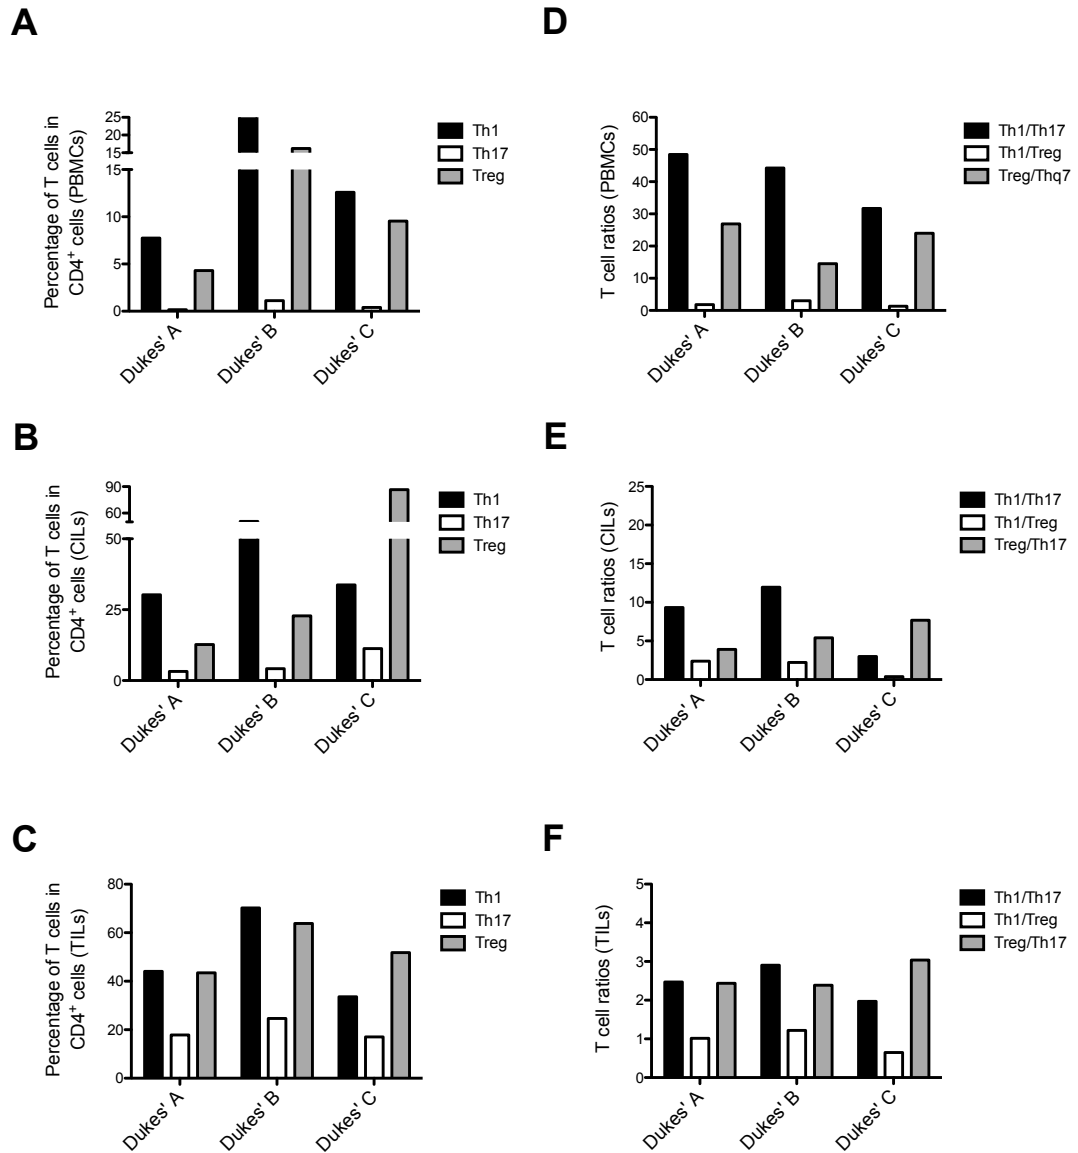 A
Percentage of T cells in
CD4+ cells (PBMCs)
25
20
15
15
10
5
0
Dukes' A
Dukes' B
Dukes' C
Th1
Th17
Treg
D
T cell ratios (PBMCs)
60
50
40
30
20
10
0
Dukes' A
Dukes' B
Dukes' C
Th1/Th17
Th1/Treg
Treg/Thq7
B
Percentage of T cells in
CD4+ cells (CILs)
90
60
50
25
0
Dukes' A
Dukes' B
Dukes' C
Th1
Th17
Treg
E
T cell ratios (CILs)
25
20
15
10
5
0
Dukes' A
Dukes' B
Dukes' C
Th1/Th17
Th1/Treg
Treg/Th17
C
Percentage of T cells in
CD4+ cells (TILs)
80
60
40
20
0
Dukes' A
Dukes' B
Dukes' C
Th1
Th17
Treg
F
T cell ratios (TILs)
5
4
3
2
1
0
Dukes' A
Dukes' B
Dukes' C
Th1/Th17
Th1/Treg
Treg/Th17